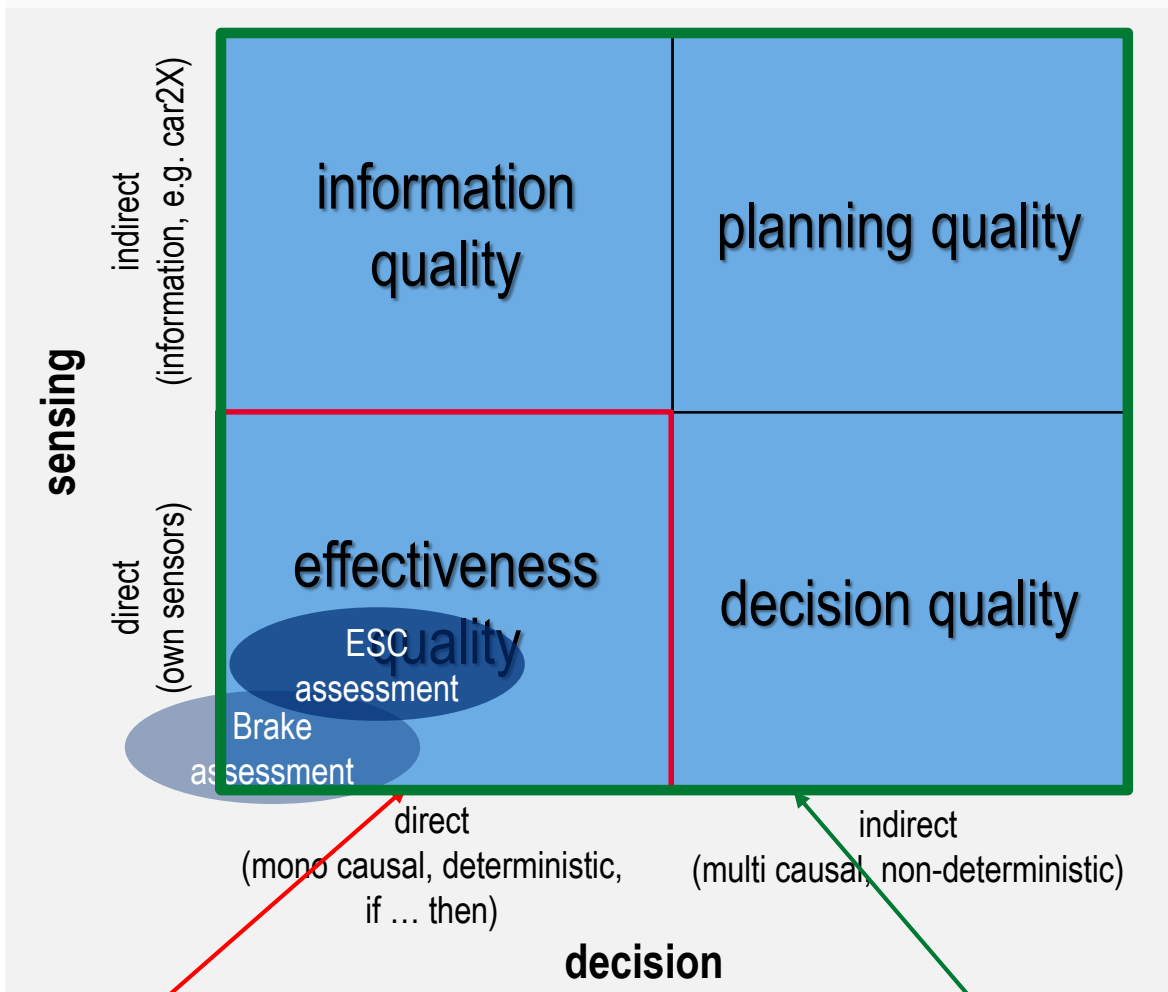 indirect
(information, e.g. car2X)
information
quality
planning quality
sensing
direct
(own sensors)
effectiveness
quality
decision quality
ESC
assessment
Brake
assessment
direct
(mono causal, deterministic,
if … then)
indirect
(multi causal, non-deterministic)
decision